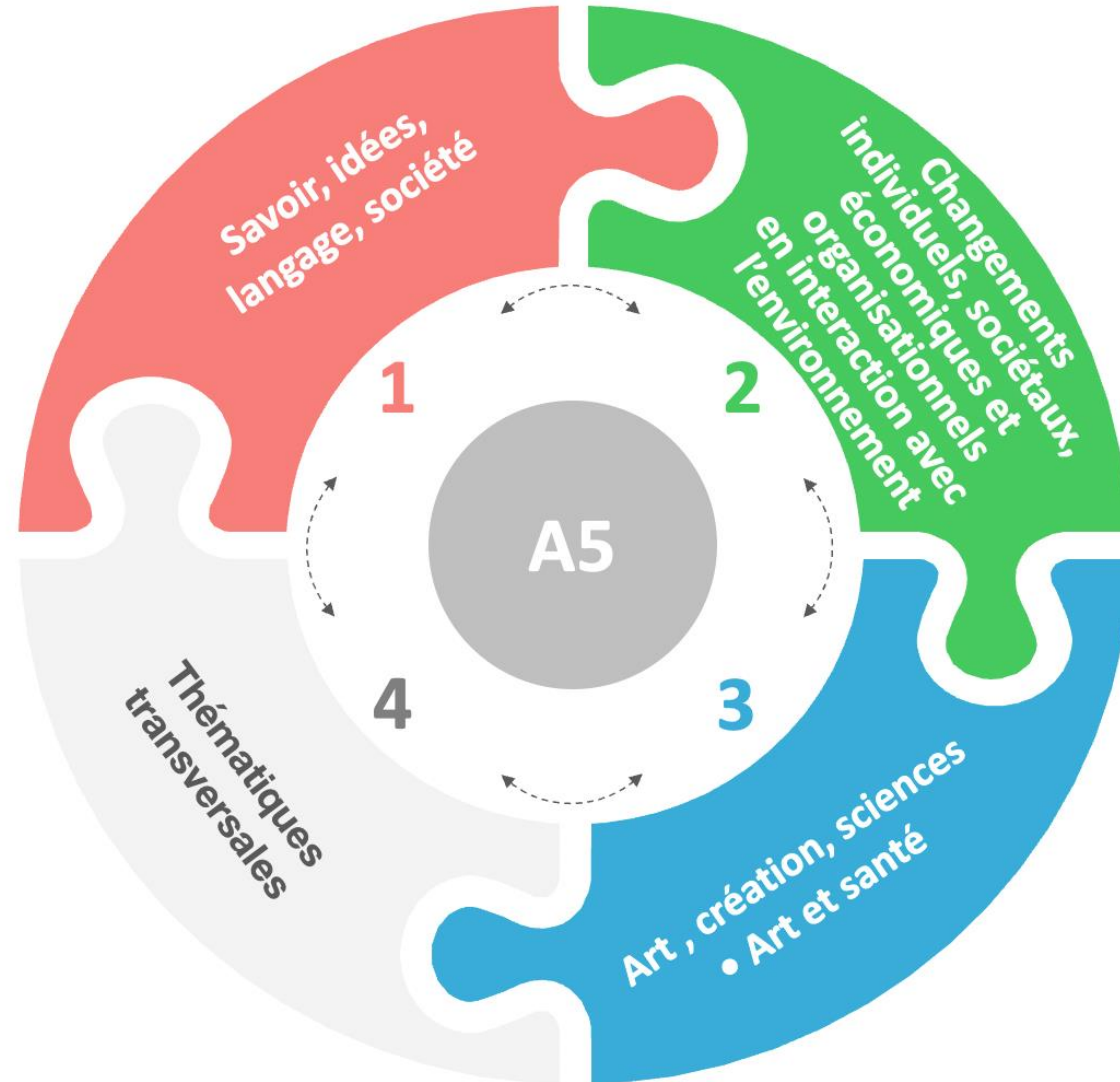 Savoir, idées,
langage, société
1
Changements
individuels, sociétaux,
économiques et
organisationnels
en interaction avec
l'environnement
2
A5
4
Thématiques
transversales
3
Art , création, sciences
• Art et santé